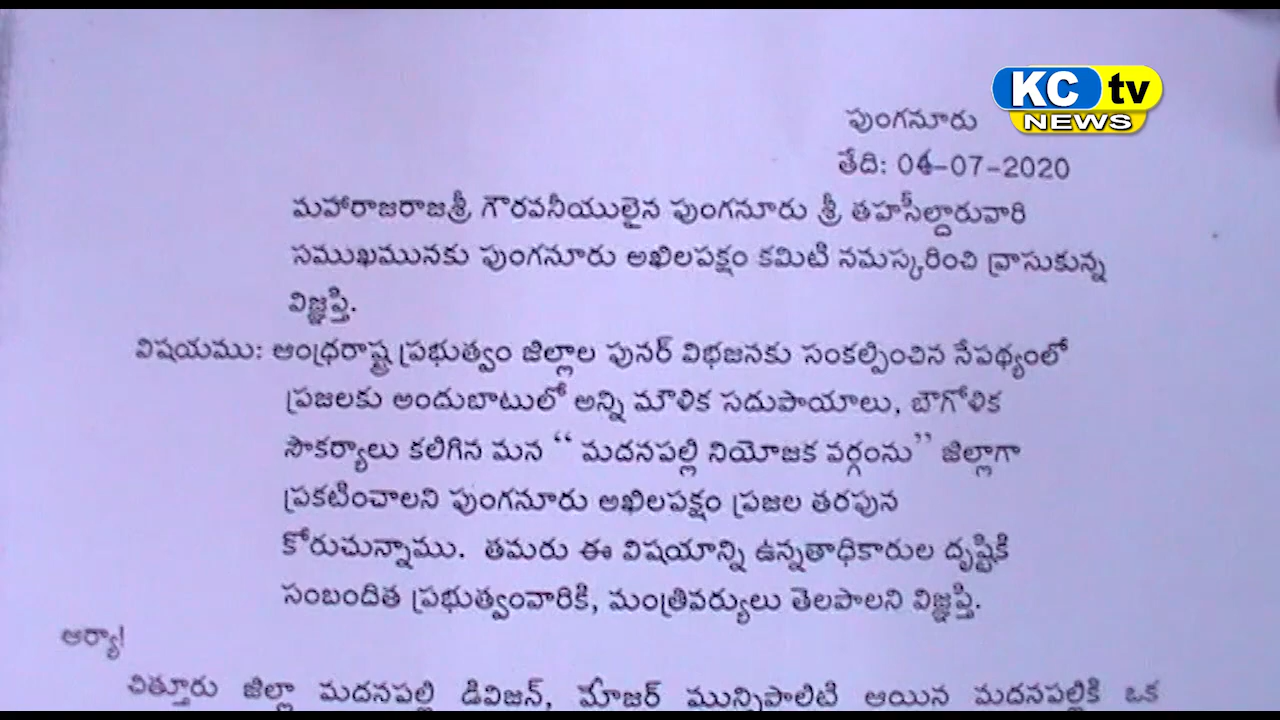 KC tv
NEWS
పుంగనూరు
తేది: 04-07-2020
మహారాజరాజశ్రీ గౌరవనీయులైన పుంగనూరు శ్రీ తహసీల్దారువారి
సముఖమునకు పుంగనూరు అఖిలపక్షం కమిటి నమస్కరించి వ్రాసుకున్న
విజ్ఞప్తి.
విషయము: ఆంధ్రరాష్ట్ర ప్రభుత్వం జిల్లాల పునర్ విభజనకు సంకల్పించిన నేపథ్యంలో
ప్రజలకు అందుబాటులో అన్ని మౌళిక సదుపాయాలు, బౌగోళిక
సౌకర్యాలు కలిగిన మన “ మదనపల్లి నియోజక వర్గంను” జిల్లాగా
ప్రకటించాలని పుంగనూరు అఖిలపక్షం ప్రజల తరపున
కోరుచున్నాము. తమరు ఈ విషయాన్ని ఉన్నతాధికారుల దృష్టికి
సంబందిత ప్రభుత్వంవారికి, మంత్రివర్యులు తెలపాలని విజ్ఞప్తి.
ఆర్యా!
చిత్తూరు జిల్లా మదనపల్లి డివిజన్, మేజర్ మున్సిపాలిటి ఆయిన మదనపల్లికి ఒక